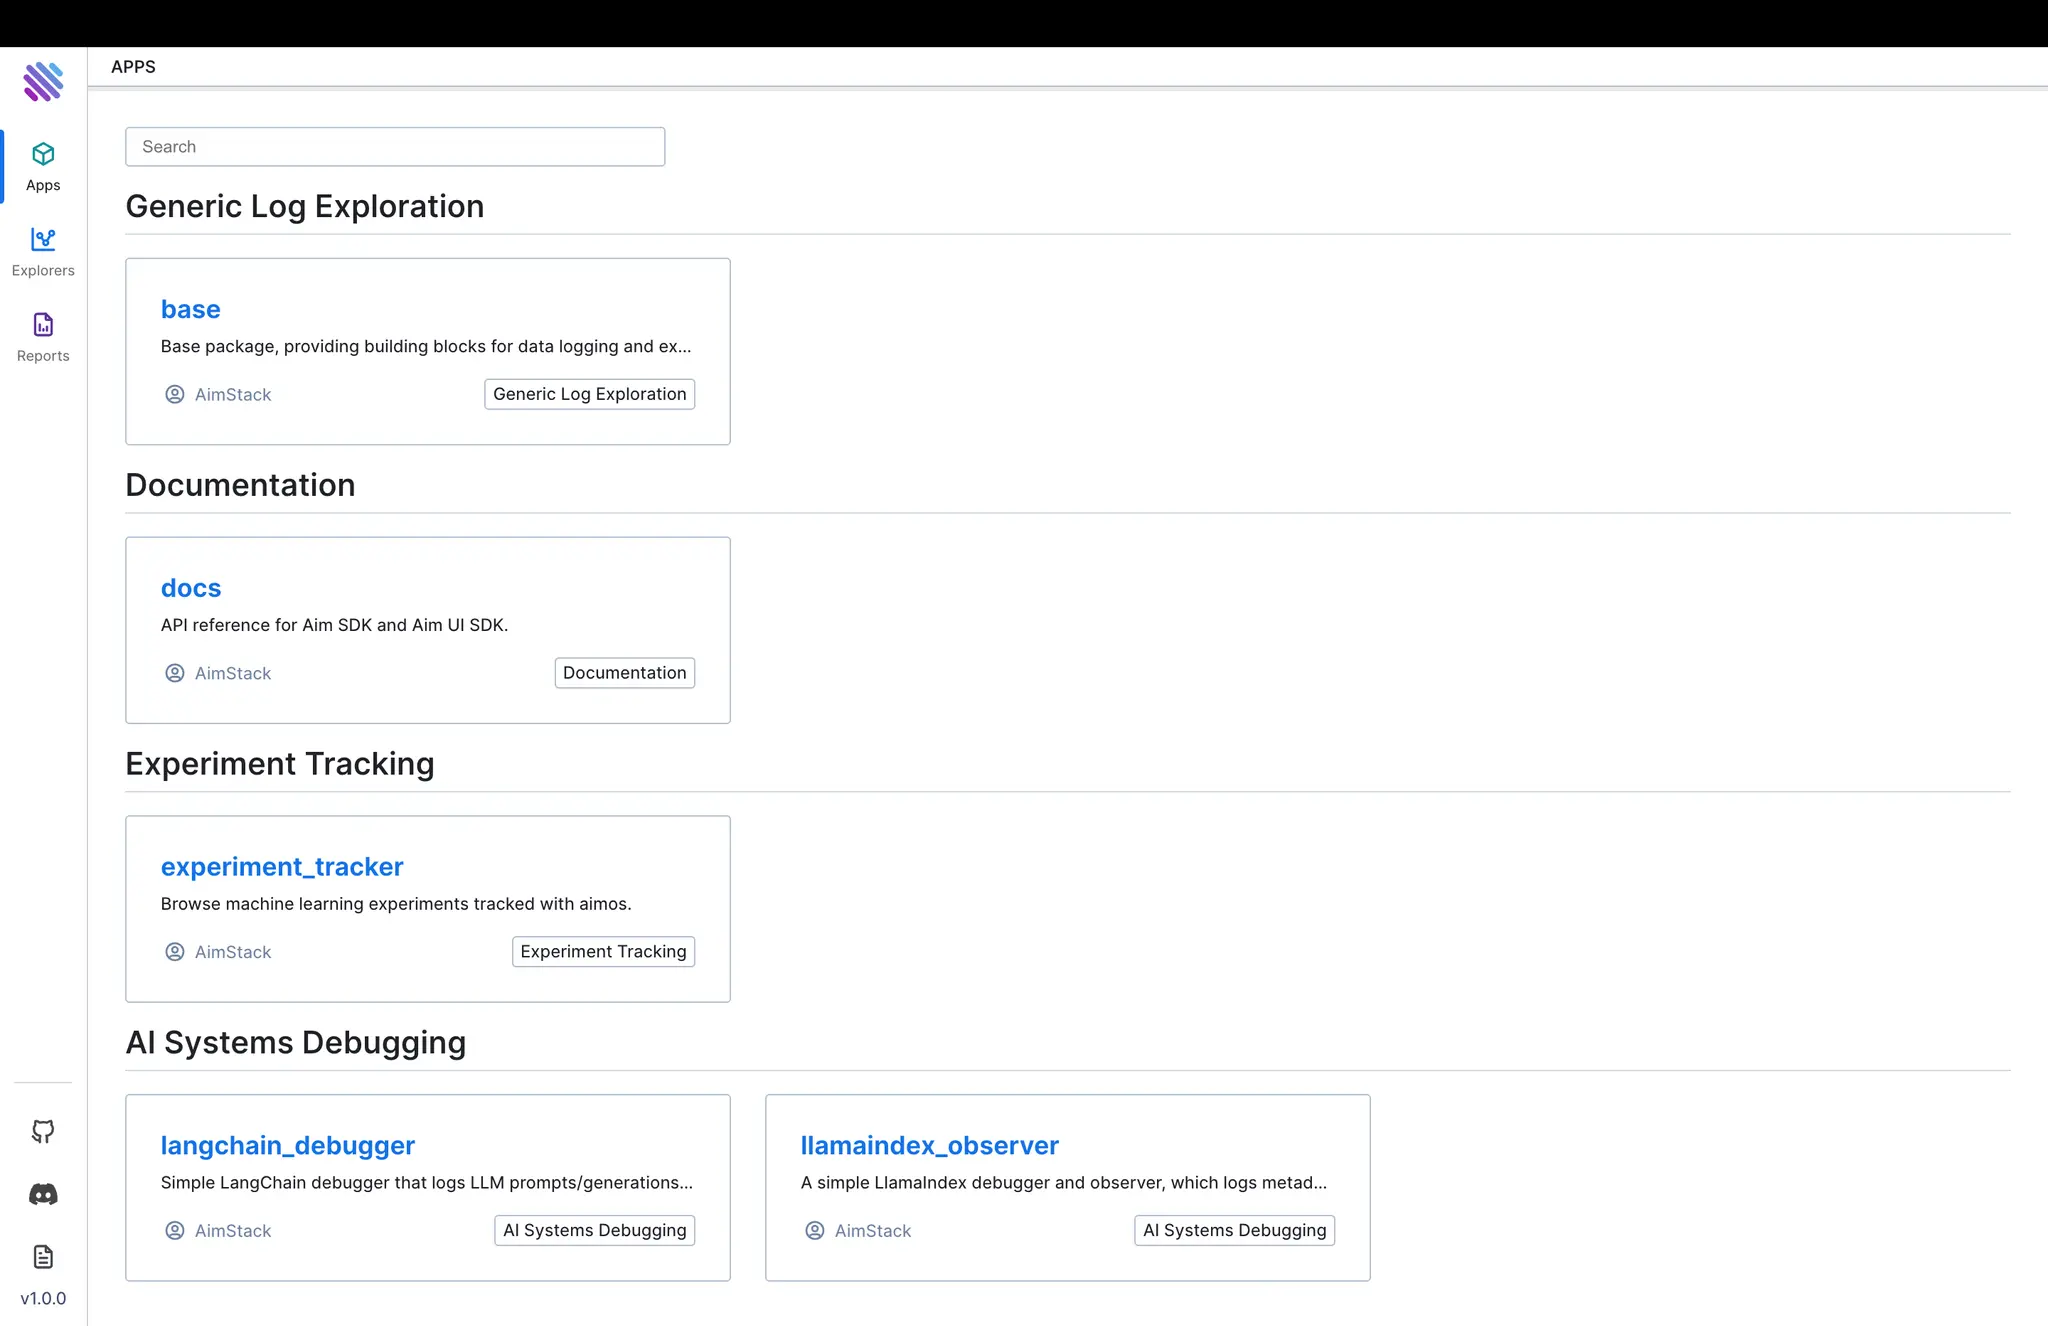 APPS
Apps
Explorers
Reports
v1.0.0
Search
Generic Log Exploration
base
Base package, providing building blocks for data logging and ex...
AimStack
Generic Log Exploration
Documentation
docs
API reference for Aim SDK and Aim UI SDK.
AimStack
Documentation
Experiment Tracking
experiment_tracker
Browse machine learning experiments tracked with aimos.
AimStack
Experiment Tracking
AI Systems Debugging
langchain_debugger
Simple LangChain debugger that logs LLM prompts/generations...
AimStack
AI Systems Debugging
llamaindex_observer
A simple LlamaIndex debugger and observer, which logs metad...
AimStack
AI Systems Debugging